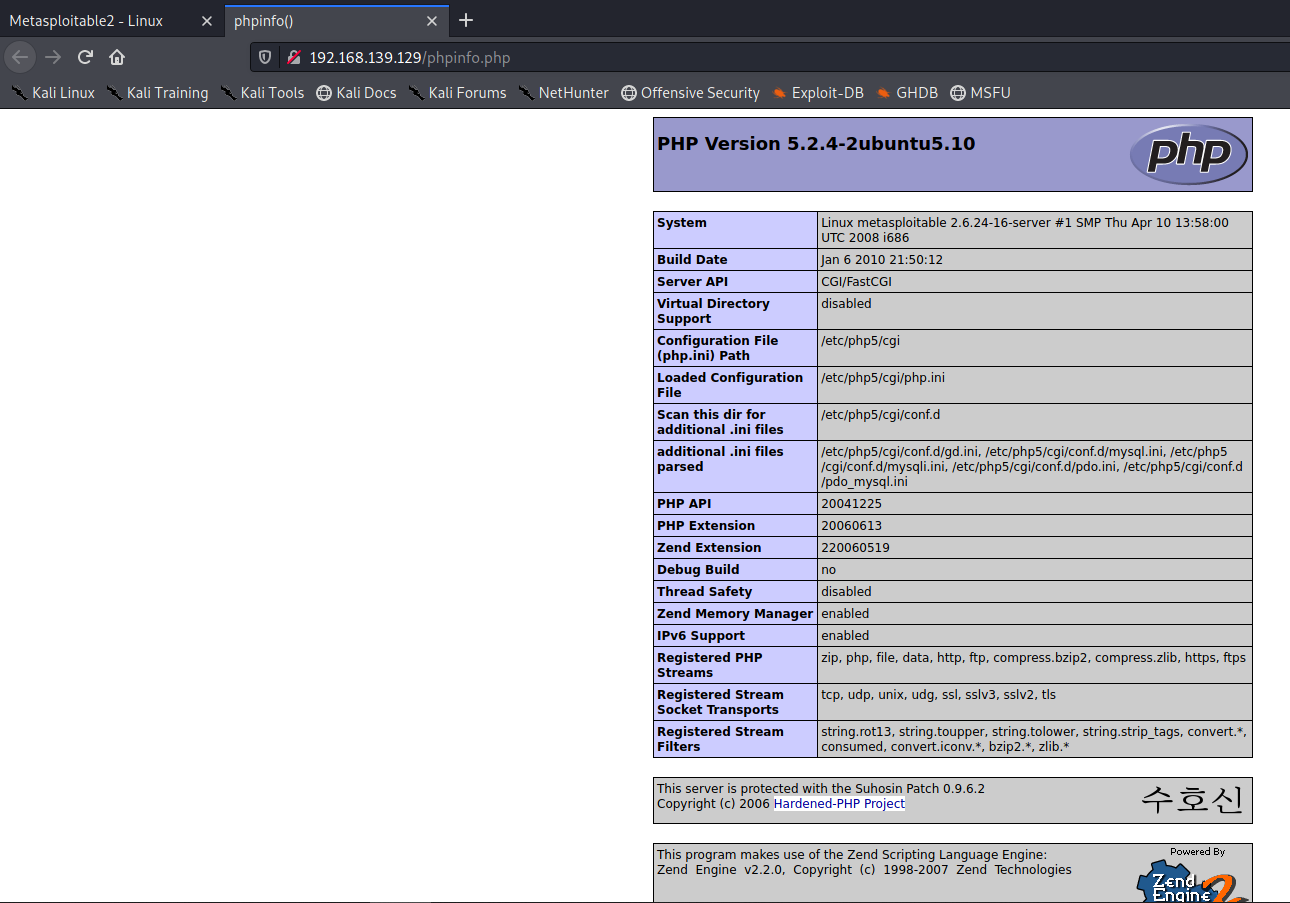 Metasploitable2 - Linux
phpinfo()
192.168.139.129/phpinfo.php
Kali Linux
Kali Training
Kali Tools
Kali Docs
Kali Forums
NetHunter
Offensive Security
Exploit-DB
GHDB
MSFU
PHP Version 5.2.4-2ubuntu5.10
php
System
Linux metasploitable 2.6.24-16-server #1 SMP Thu Apr 10 13:58:00
UTC 2008 i686
Build Date
Jan 6 2010 21:50:12
Server API
CGI/FastCGI
Virtual Directory
Support
disabled
Configuration File
(php.ini) Path
/etc/php5/cgi
Loaded Configuration
File
/etc/php5/cgi/php.ini
Scan this dir for
additional .ini files
/etc/php5/cgi/conf.d
additional .ini files
parsed
/etc/php5/cgi/conf.d/gd.ini, /etc/php5/cgi/conf.d/mysql.ini, /etc/php5
/cgi/conf.d/mysqli.ini, /etc/php5/cgi/conf.d/pdo.ini, /etc/php5/cgi/conf.d
/pdo_mysql.ini
PHP API
20041225
PHP Extension
20060613
Zend Extension
220060519
Debug Build
no
Thread Safety
disabled
Zend Memory Manager
enabled
IPv6 Support
enabled
Registered PHP
Streams
zip, php, file, data, http, ftp, compress.bzip2, compress.zlib, https, ftps
Registered Stream
Socket Transports
tcp, udp, unix, udg, ssl, sslv3, sslv2, tls
Registered Stream
Filters
string.rot13, string.toupper, string.tolower, string.strip_tags, convert.*,
consumed, convert.iconv.*, bzip2.*, zlib.*
This server is protected with the Suhosin Patch 0.9.6.2
Copyright (c) 2006 Hardened-PHP Project
수호신
This program makes use of the Zend Scripting Language Engine:
Zend Engine v2.2.0, Copyright (c) 1998-2007 Zend Technologies
Powered By
Zend
Engine 2